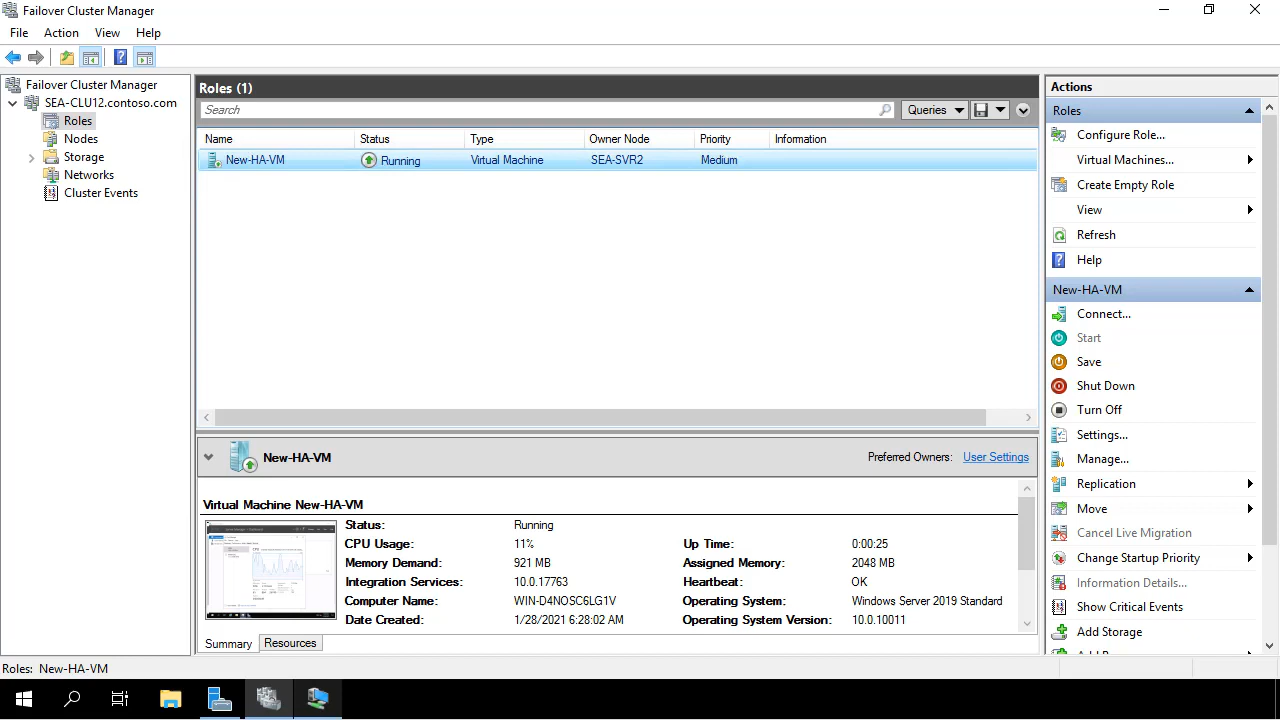 Failover Cluster Manager
File Action View Help
Failover Cluster Manager
SEA-CLU12.contoso.com
Roles
Nodes
Storage
Networks
Cluster Events
Roles (1)
Search
Queries
Name Status Type Owner Node Priority Information
New-HA-VM Running Virtual Machine SEA-SVR2 Medium
New-HA-VM
Preferred Owners: User Settings
Virtual Machine New-HA-VM
Status: Running
CPU Usage: 11% Up Time: 0:00:25
Memory Demand: 921 MB Assigned Memory: 2048 MB
Integration Services: 10.0.17763 Heartbeat: OK
Computer Name: WIN-D4NOSC6LG1V Operating System: Windows Server 2019 Standard
Date Created: 1/28/2021 6:28:02 AM Operating System Version: 10.0.10011
Summary Resources
Actions
Roles
Configure Role...
Virtual Machines...
Create Empty Role
View
Refresh
Help
New-HA-VM
Connect...
Start
Save
Shut Down
Turn Off
Settings...
Manage...
Replication
Move
Cancel Live Migration
Change Startup Priority
Information Details...
Show Critical Events
Add Storage
Roles: New-HA-VM